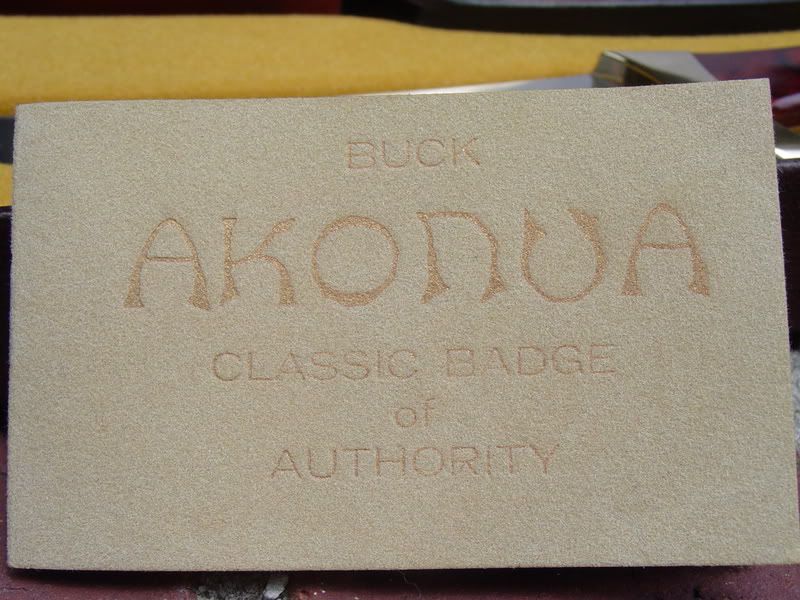 BUCK
AKONUA
CLASSIC BADGE
of
AUTHORITY